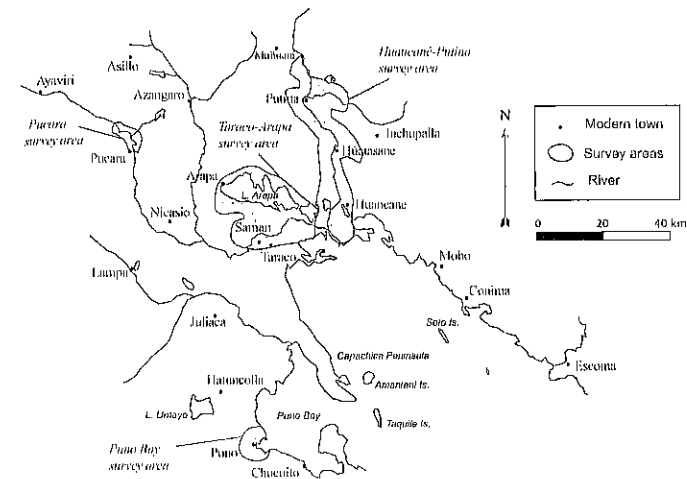 Muñani
Huancané-Putina
survey area
Asillo
Ayaviri
Azangaro
Putina
N
Pucara
survey area
Taraco-Arapa
survey area
Inchupalla
Modern town
Survey areas
River
Pucara
Huatasane
Arapa
L. Arapa
Huancane
Nicasio
Saman
0 20 40 km
Taraco
Moho
Lampa
Conima
Juliaca
Soto Is.
Capachica Peninsula
Escoma
Hatuncolla
Amantani Is.
L. Umayo
Puno Bay
Taquile Is.
Puno Bay
survey area
Puno
Chucuito